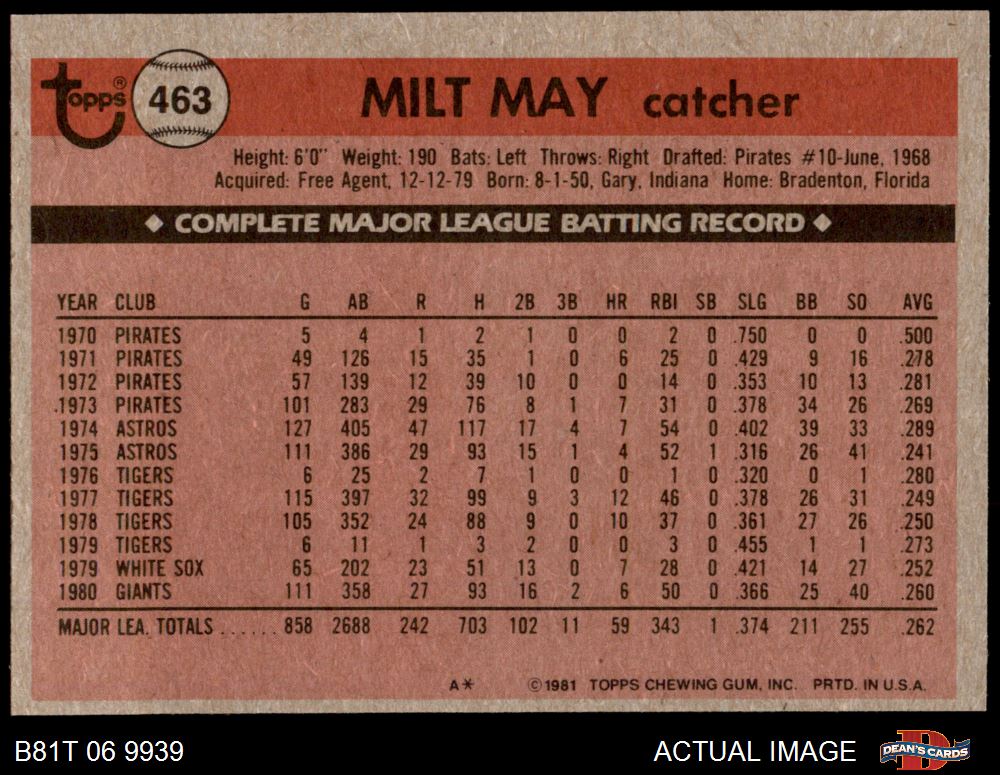 Topps® 463 MILT MAY catcher
Height: 6'0" Weight: 190 Bats: Left Throws: Right Drafted: Pirates #10-June, 1968
Acquired: Free Agent, 12-12-79 Born: 8-1-50, Gary, Indiana Home: Bradenton, Florida
◆ COMPLETE MAJOR LEAGUE BATTING RECORD ◆
YEAR CLUB G AB R H 2B 3B HR RBI SB SLG BB SO AVG
1970 PIRATES 5 4 1 2 1 0 0 2 0 .750 0 0 .500
1971 PIRATES 49 126 15 35 1 0 6 25 0 .429 9 16 .278
1972 PIRATES 57 139 12 39 10 0 0 14 0 .353 10 13 .281
1973 PIRATES 101 283 29 76 8 1 7 31 0 .378 34 26 .269
1974 ASTROS 127 405 47 117 17 4 7 54 0 .402 39 33 .289
1975 ASTROS 111 386 29 93 15 1 4 52 1 .316 26 41 .241
1976 TIGERS 6 25 2 7 1 0 0 1 0 .320 0 1 .280
1977 TIGERS 115 397 32 99 9 3 12 46 0 .378 26 31 .249
1978 TIGERS 105 352 24 88 9 0 10 37 0 .361 27 26 .250
1979 TIGERS 6 11 1 3 2 0 0 3 0 .455 1 1 .273
1979 WHITE SOX 65 202 23 51 13 0 7 28 0 .421 14 27 .252
1980 GIANTS 111 358 27 93 16 2 6 50 0 .366 25 40 .260
MAJOR LEA. TOTALS ...... 858 2688 242 703 102 11 59 343 1 .374 211 255 .262
A* ©1981 TOPPS CHEWING GUM, INC. PRTD. IN U.S.A.
B81T 06 9939 ACTUAL IMAGE DEAN'S CARDS